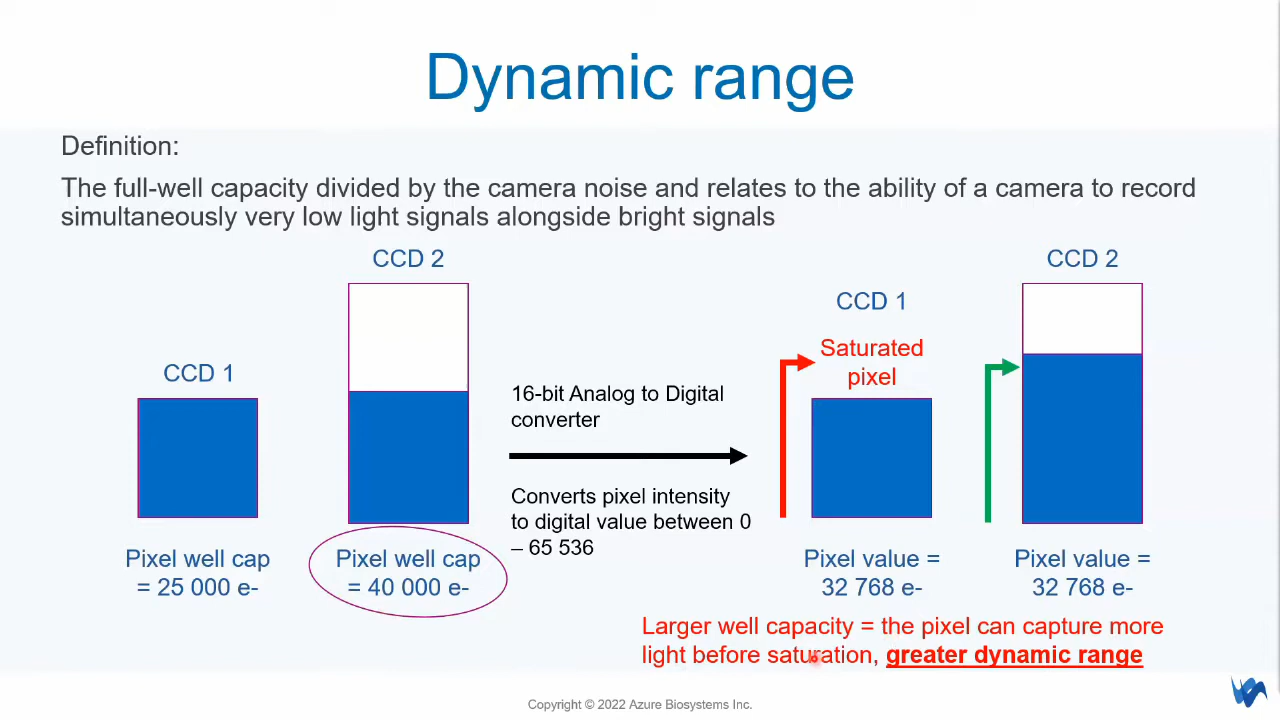 Dynamic range
Definition:
The full-well capacity divided by the camera noise and relates to the ability of a camera to record
simultaneously very low light signals alongside bright signals
CCD 1
Pixel well cap
= 25 000 e-
CCD 2
Pixel well cap
= 40 000 e-
16-bit Analog to Digital
converter
Converts pixel intensity
to digital value between 0
– 65 536
CCD 1
Saturated
pixel
Pixel value =
32 768 e-
CCD 2
Pixel value =
32 768 e-
Larger well capacity = the pixel can capture more
light before saturation, greater dynamic range
Copyright © 2022 Azure Biosystems Inc.